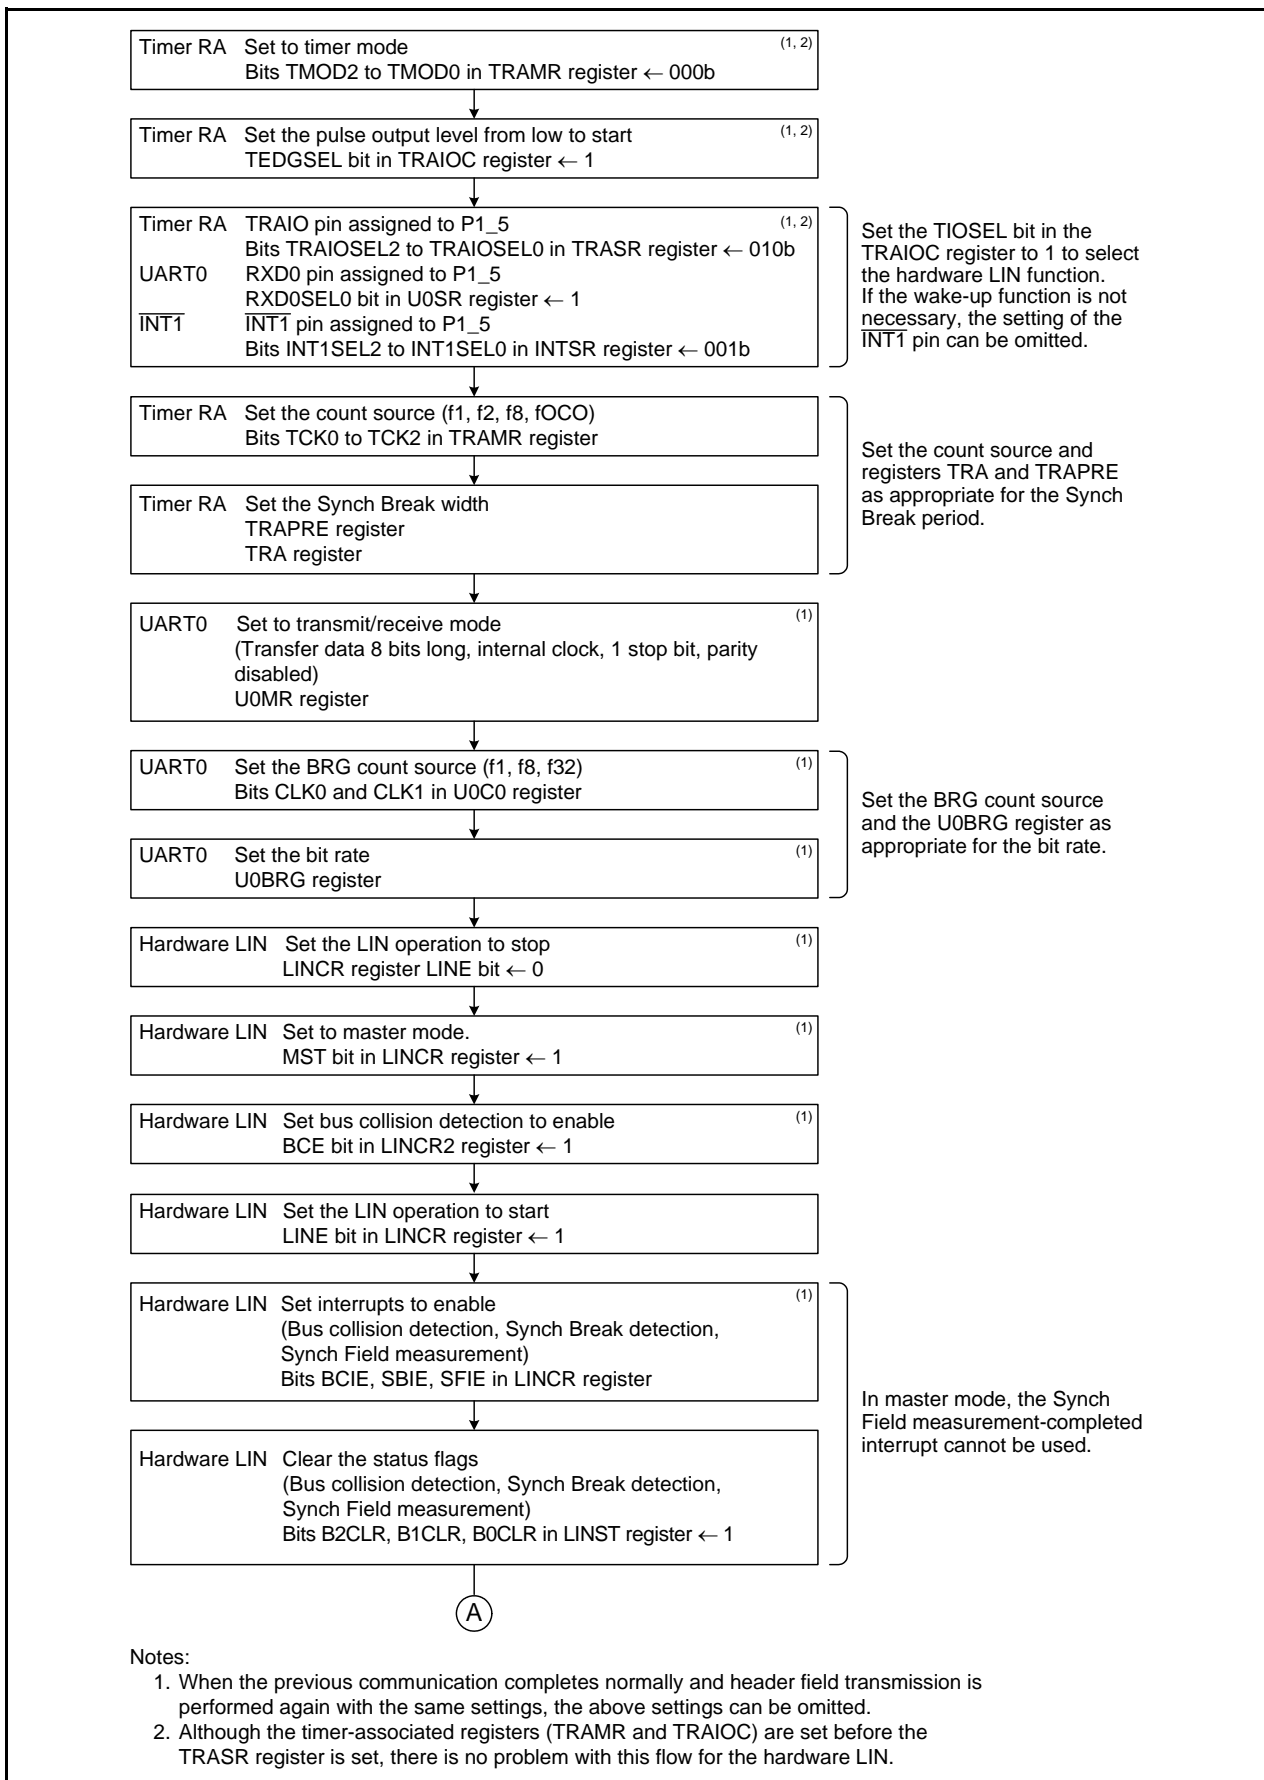 Timer RA Set to timer mode (1, 2)
Bits TMOD2 to TMOD0 in TRAMR register ← 000b
Timer RA Set the pulse output level from low to start (1, 2)
TEDGSEL bit in TRAIOC register ← 1
Timer RA TRAIO pin assigned to P1_5 (1, 2)
Bits TRAIOSEL2 to TRAIOSEL0 in TRASR register ← 010b
UART0 RXD0 pin assigned to P1_5
RXD0SEL0 bit in U0SR register ← 1
INT1 INT1 pin assigned to P1_5
Bits INT1SEL2 to INT1SEL0 in INTSR register ← 001b
Set the TIOSEL bit in the
TRAIOC register to 1 to select
the hardware LIN function.
If the wake-up function is not
necessary, the setting of the
INT1 pin can be omitted.
Timer RA Set the count source (f1, f2, f8, fOCO)
Bits TCK0 to TCK2 in TRAMR register
Timer RA Set the Synch Break width
TRAPRE register
TRA register
Set the count source and
registers TRA and TRAPRE
as appropriate for the Synch
Break period.
UART0 Set to transmit/receive mode (1)
(Transfer data 8 bits long, internal clock, 1 stop bit, parity
disabled)
U0MR register
UART0 Set the BRG count source (f1, f8, f32) (1)
Bits CLK0 and CLK1 in U0C0 register
UART0 Set the bit rate (1)
U0BRG register
Set the BRG count source
and the U0BRG register as
appropriate for the bit rate.
Hardware LIN Set the LIN operation to stop (1)
LINCR register LINE bit ← 0
Hardware LIN Set to master mode. (1)
MST bit in LINCR register ← 1
Hardware LIN Set bus collision detection to enable (1)
BCE bit in LINCR2 register ← 1
Hardware LIN Set the LIN operation to start
LINE bit in LINCR register ← 1
Hardware LIN Set interrupts to enable (1)
(Bus collision detection, Synch Break detection,
Synch Field measurement)
Bits BCIE, SBIE, SFIE in LINCR register
Hardware LIN Clear the status flags
(Bus collision detection, Synch Break detection,
Synch Field measurement)
Bits B2CLR, B1CLR, B0CLR in LINST register ← 1
In master mode, the Synch
Field measurement-completed
interrupt cannot be used.
A
Notes:
1. When the previous communication completes normally and header field transmission is
performed again with the same settings, the above settings can be omitted.
2. Although the timer-associated registers (TRAMR and TRAIOC) are set before the
TRASR register is set, there is no problem with this flow for the hardware LIN.